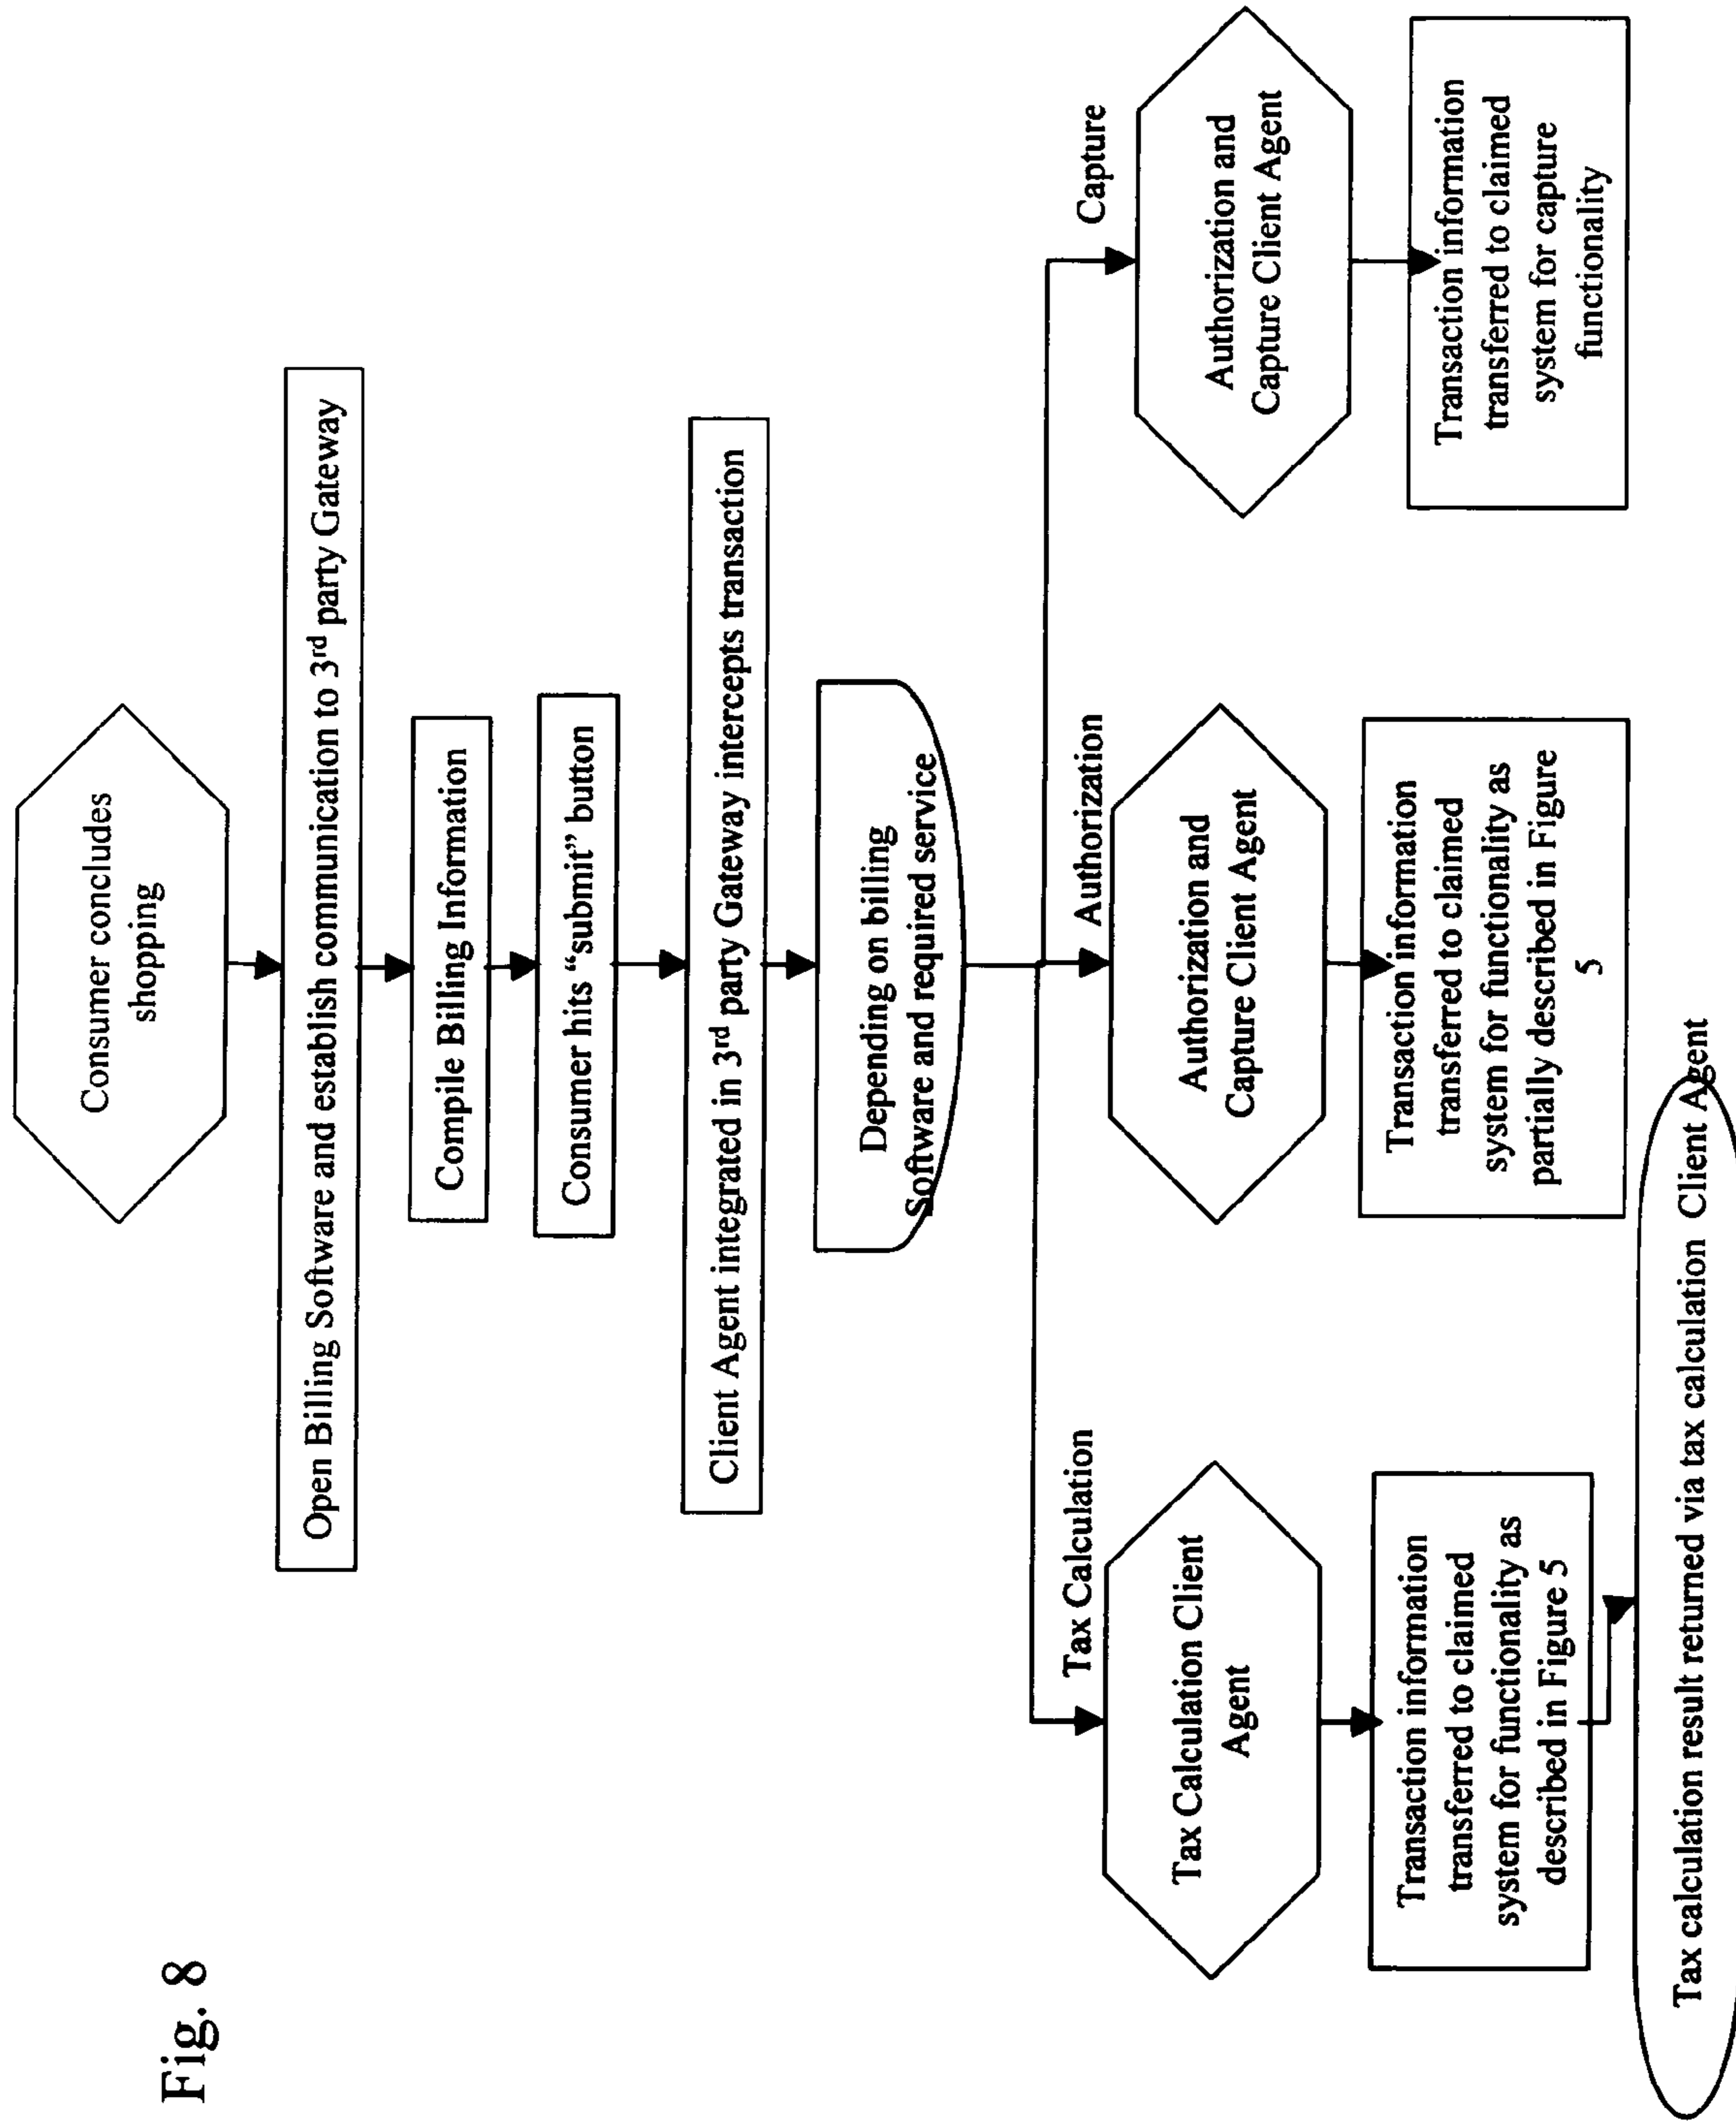 Fig. 8
Consumer concludes
shopping
Open Billing Software and establish communication to 3rd party Gateway
Compile Billing Information
Consumer hits “submit” button
Client Agent integrated in 3rd party Gateway intercepts transaction
Depending on billing
Software and required service
Tax Calculation
Tax Calculation Client
Agent
Transaction information
transferred to claimed
system for functionality as
described in Figure 5
Tax calculation result returned via tax calculation Client Agent
Authorization
Authorization and
Capture Client Agent
Transaction information
transferred to claimed
system for functionality as
partially described in Figure
5
Capture
Authorization and
Capture Client Agent
Transaction information
transferred to claimed
system for capture
functionality